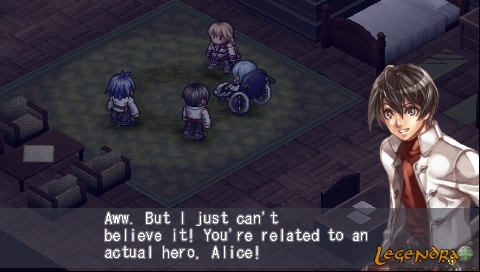 Aww. But I just can't
believe it! You're related to an
actual hero, Alice!
Legendra